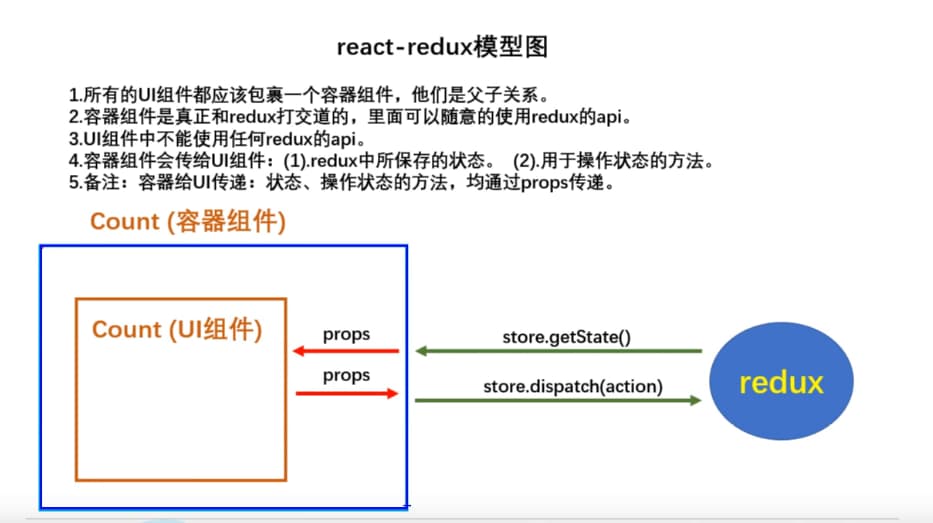 react-redux模型图
1.所有的UI组件都应该包裹一个容器组件，他们是父子关系。
2.容器组件是真正和redux打交道的，里面可以随意的使用redux的api。
3.UI组件中不能使用任何redux的api。
4.容器组件会传给UI组件：(1).redux中所保存的状态。 (2).用于操作状态的方法。
5.备注：容器给UI传递：状态、操作状态的方法，均通过props传递。
Count (容器组件)
Count (UI组件)
props
props
store.getState()
store.dispatch(action)
redux